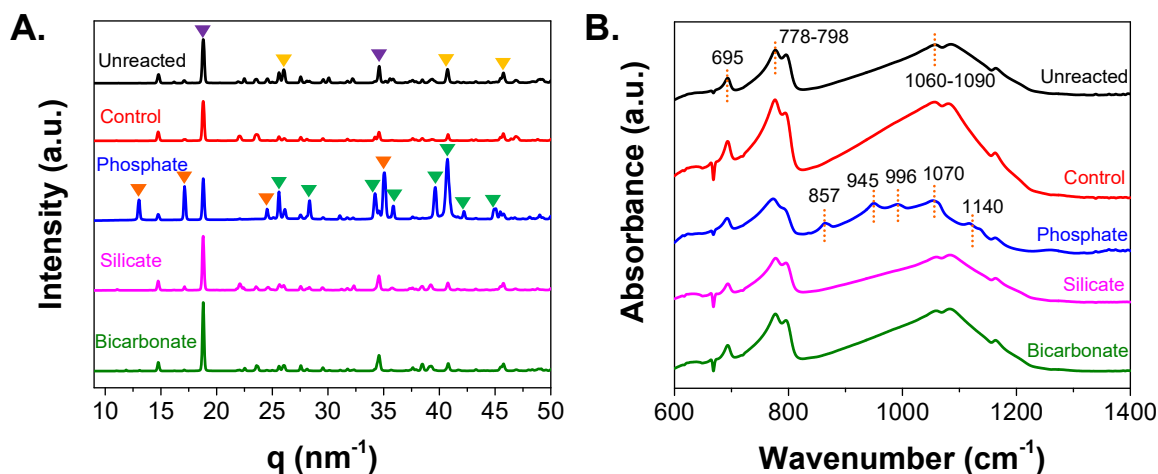 A.
Unreacted
Control
Phosphate
Silicate
Bicarbonate
Intensity (a.u.)
10 15 20 25 30 35 40 45 50
q (nm⁻¹)
B.
695
778-798
1060-1090
Unreacted
Control
857
945
996
1070
1140
Phosphate
Silicate
Bicarbonate
Absorbance (a.u.)
600 800 1000 1200 1400
Wavenumber (cm⁻¹)